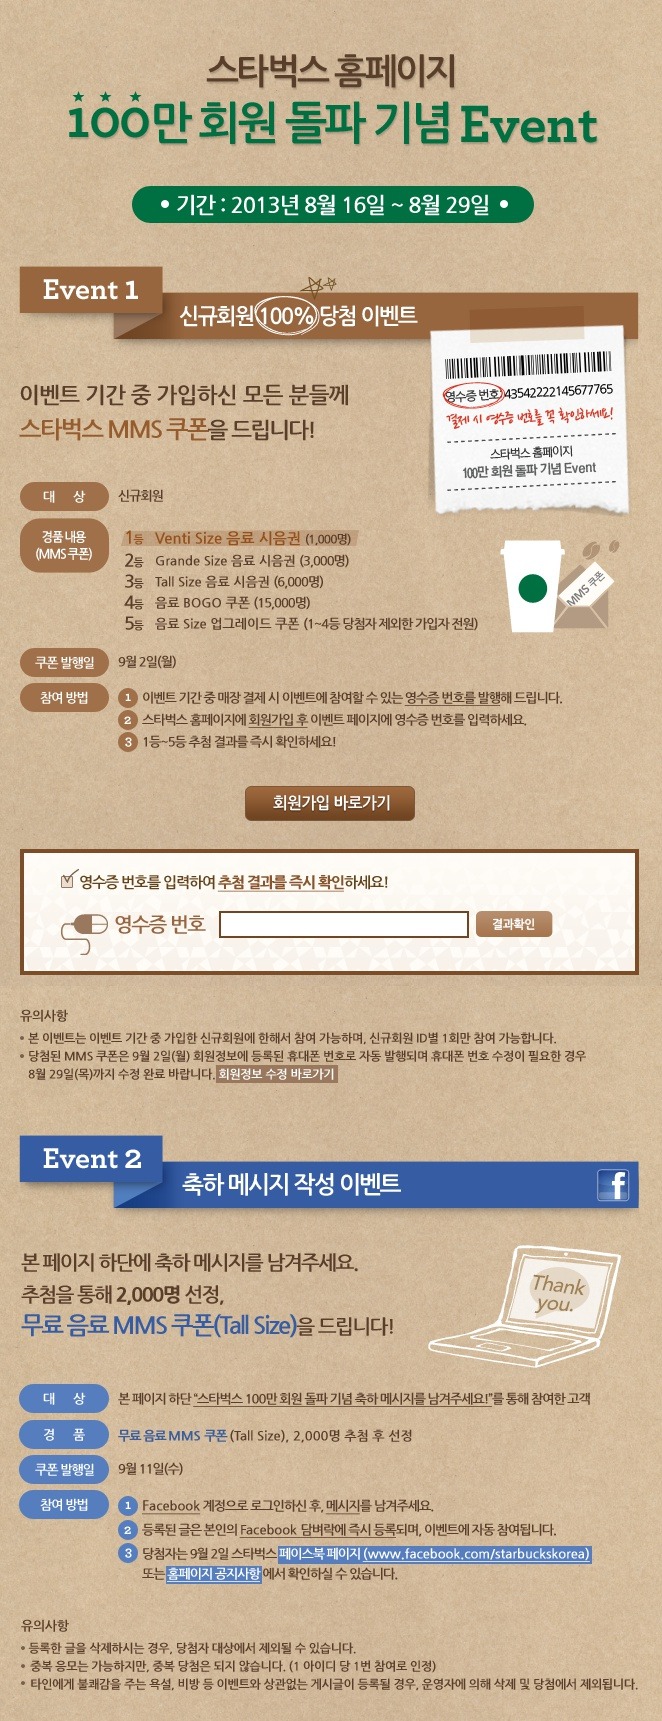 스타벅스 홈페이지
100만 회원 돌파 기념 Event
• 기간 : 2013년 8월 16일 ~ 8월 29일 •
Event 1
신규회원 100% 당첨 이벤트
영수증 번호: 43542222145677765
결제 시 영수증 번호를 꼭 확인하세요!
스타벅스 홈페이지
100만 회원 돌파 기념 Event
이벤트 기간 중 가입하신 모든 분들께
스타벅스 MMS 쿠폰을 드립니다!
대 상 신규회원
경품 내용
(MMS 쿠폰)
1등 Venti Size 음료 시음권 (1,000명)
2등 Grande Size 음료 시음권 (3,000명)
3등 Tall Size 음료 시음권 (6,000명)
4등 음료 BOGO 쿠폰 (15,000명)
5등 음료 Size 업그레이드 쿠폰 (1~4등 당첨자 제외한 가입자 전원)
MMS 쿠폰
쿠폰 발행일 9월 2일(월)
참여 방법 1 이벤트 기간 중 매장 결제 시 이벤트에 참여할 수 있는 영수증 번호를 발행해 드립니다.
2 스타벅스 홈페이지에 회원가입 후 이벤트 페이지에 영수증 번호를 입력하세요.
3 1등~5등 추첨 결과를 즉시 확인하세요!
회원가입 바로가기
영수증 번호를 입력하여 추첨 결과를 즉시 확인하세요!
영수증 번호 결과확인
유의사항
• 본 이벤트는 이벤트 기간 중 가입한 신규회원에 한해서 참여 가능하며, 신규회원 ID별 1회만 참여 가능합니다.
• 당첨된 MMS 쿠폰은 9월 2일(월) 회원정보에 등록된 휴대폰 번호로 자동 발행되며 휴대폰 번호 수정이 필요한 경우
8월 29일(목)까지 수정 완료 바랍니다. 회원정보 수정 바로가기
Event 2
축하 메시지 작성 이벤트 f
본 페이지 하단에 축하 메시지를 남겨주세요.
추첨을 통해 2,000명 선정,
무료 음료 MMS 쿠폰(Tall Size)을 드립니다!
Thank
you.
대 상 본 페이지 하단 “스타벅스 100만 회원 돌파 기념 축하 메시지를 남겨주세요!”를 통해 참여한 고객
경 품 무료 음료 MMS 쿠폰 (Tall Size), 2,000명 추첨 후 선정
쿠폰 발행일 9월 11일(수)
참여 방법 1 Facebook 계정으로 로그인하신 후, 메시지를 남겨주세요.
2 등록된 글은 본인의 Facebook 담벼락에 즉시 등록되며, 이벤트에 자동 참여됩니다.
3 당첨자는 9월 2일 스타벅스 페이스북 페이지 (www.facebook.com/starbuckskorea)
또는 홈페이지 공지사항 에서 확인하실 수 있습니다.
유의사항
• 등록한 글을 삭제하시는 경우, 당첨자 대상에서 제외될 수 있습니다.
• 중복 응모는 가능하지만, 중복 당첨은 되지 않습니다. (1 아이디 당 1번 참여로 인정)
• 타인에게 불쾌감을 주는 욕설, 비방 등 이벤트와 상관없는 게시글이 등록될 경우, 운영자에 의해 삭제 및 당첨에서 제외됩니다.